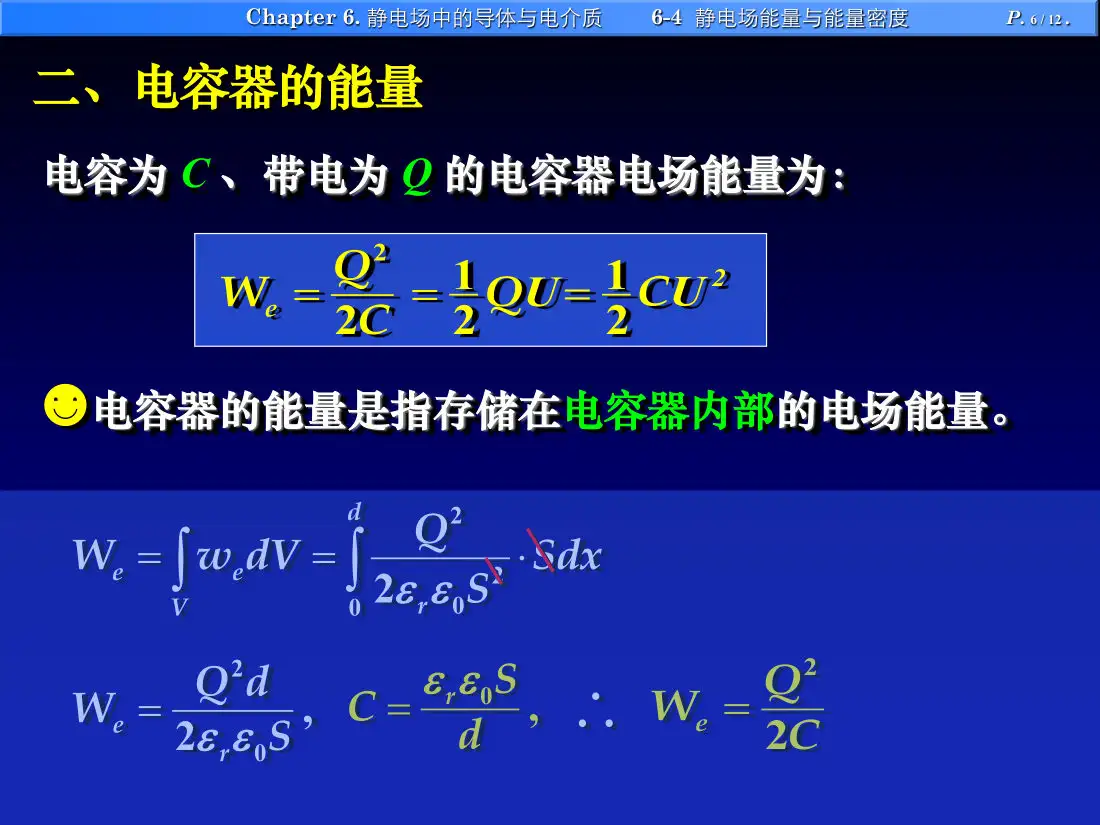 Chapter 6. 静电场中的导体与电介质 6-4 静电场能量与能量密度 P. 6 / 12 .
二、电容器的能量
电容为 C 、带电为 Q 的电容器电场能量为：
Wₑ = Q²/2C = 1/2 QU = 1/2 CU²
电容器的能量是指存储在电容器内部的电场能量。
Wₑ = ∫_V wₑdV = ∫₀^d Q²/(2εᵣε₀S²) · Sdx
Wₑ = Q²d/(2εᵣε₀S) , C = εᵣε₀S/d , ∴ Wₑ = Q²/2C